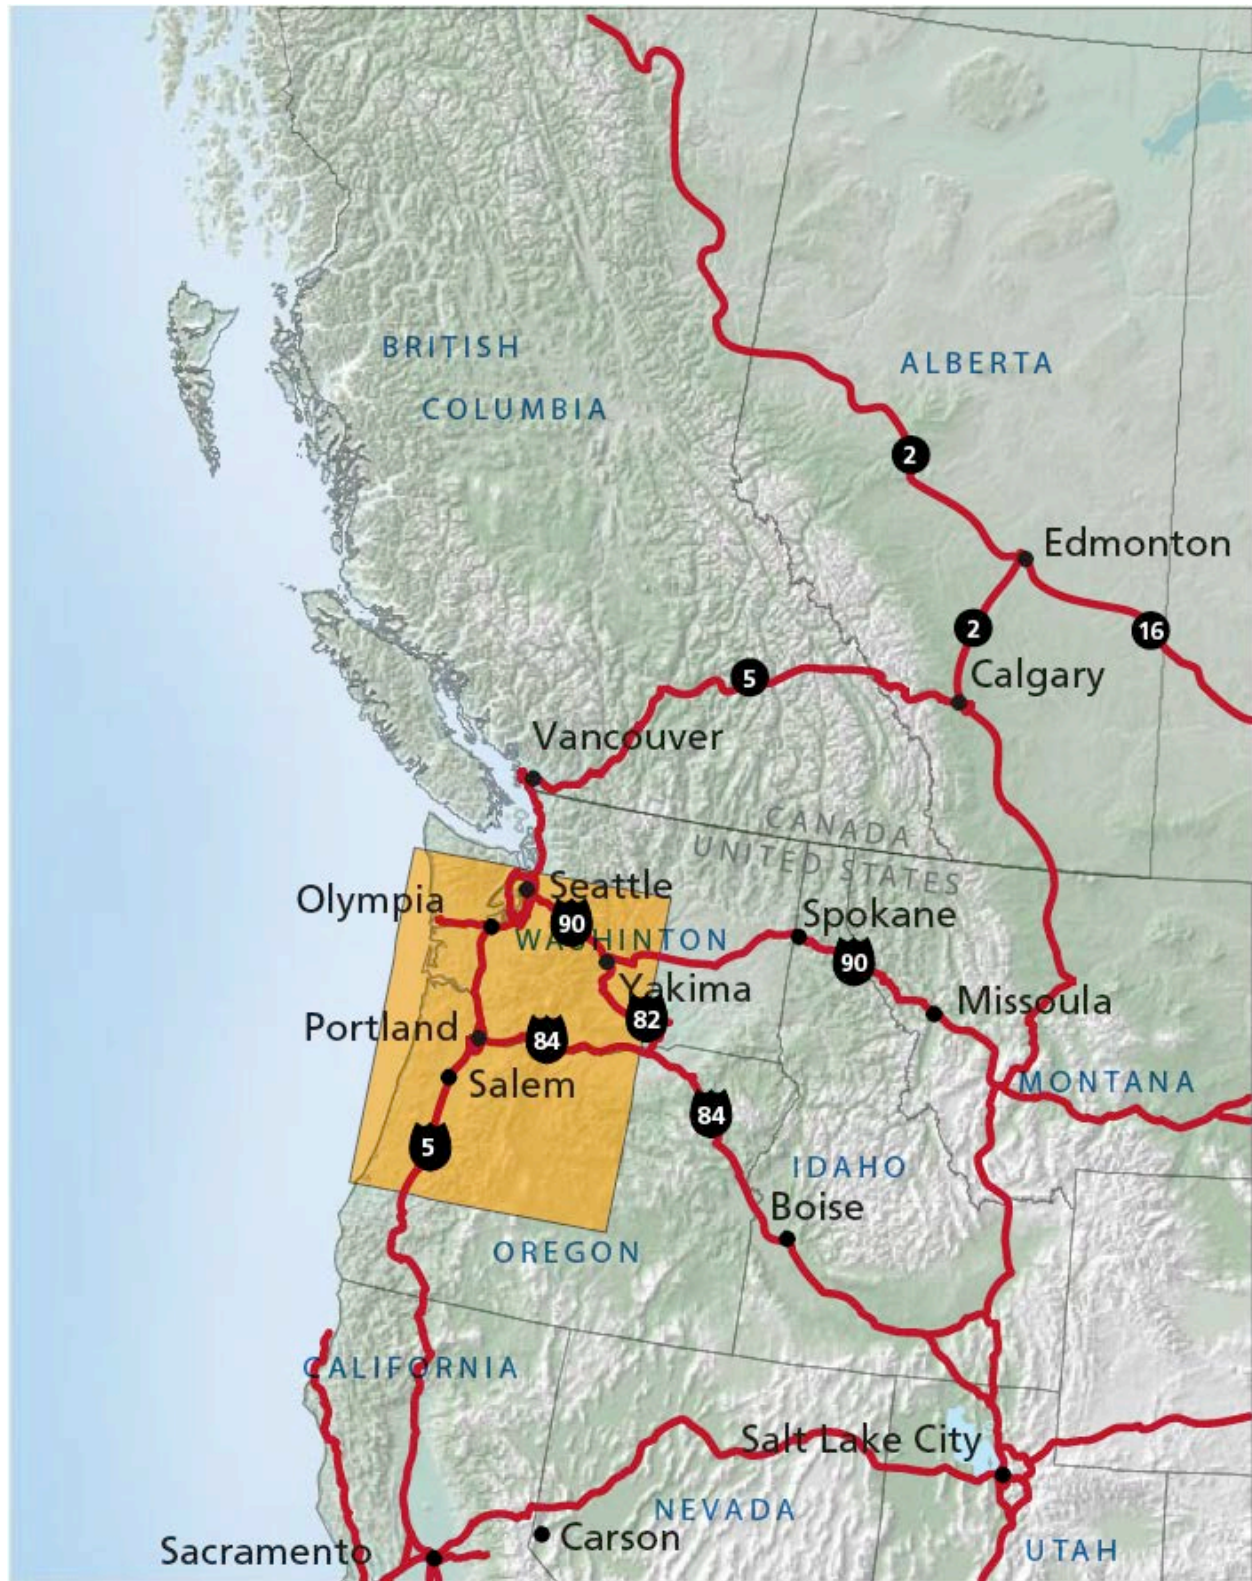 BRITISH
COLUMBIA
ALBERTA
2
Edmonton
2
16
5
Calgary
Vancouver
CANADA
UNITED STATES
Olympia
Seattle
90
Spokane
WASHINTON
90
Yakima
Missoula
82
Portland
84
Salem
MONTANA
84
5
IDAHO
Boise
OREGON
CALIFORNIA
Salt Lake City
NEVADA
Carson
Sacramento
UTAH